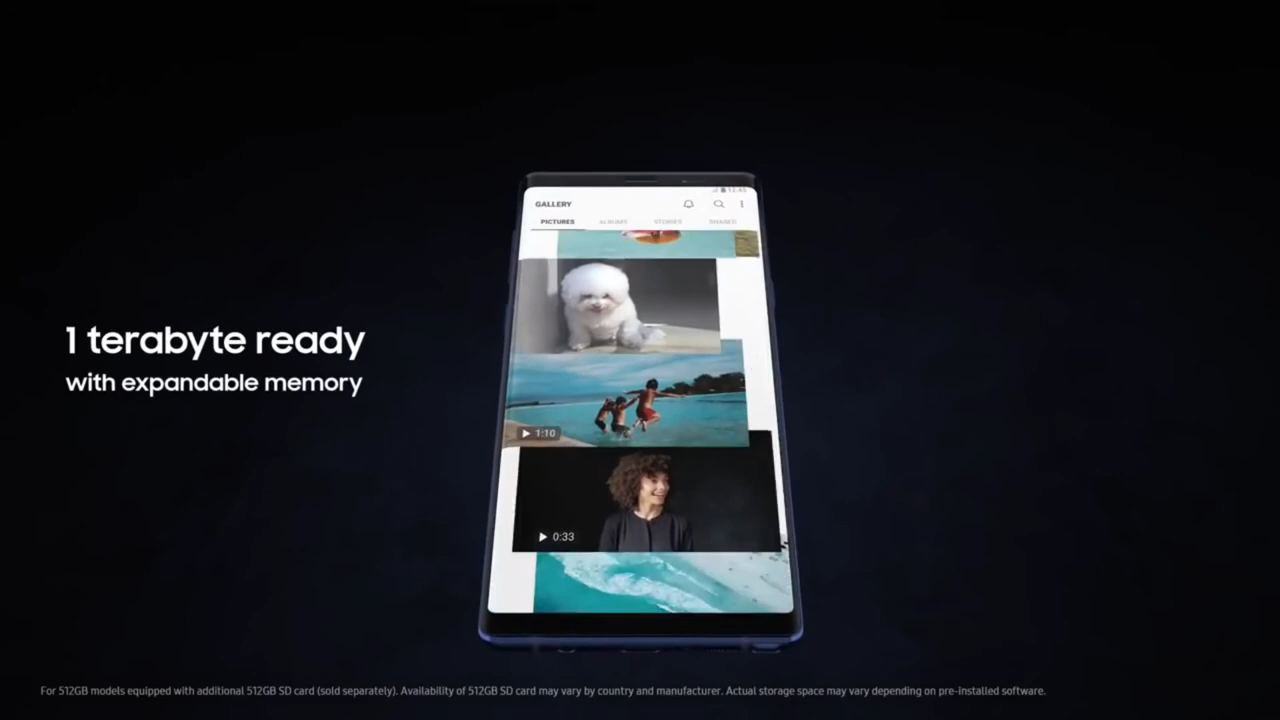 12:45
GALLERY
PICTURES ALBUMS STORIES SHARED
1 terabyte ready
with expandable memory
1:10
0:33
For 512GB models equipped with additional 512GB SD card (sold separately). Availability of 512GB SD card may vary by country and manufacturer. Actual storage space may vary depending on pre-installed software.